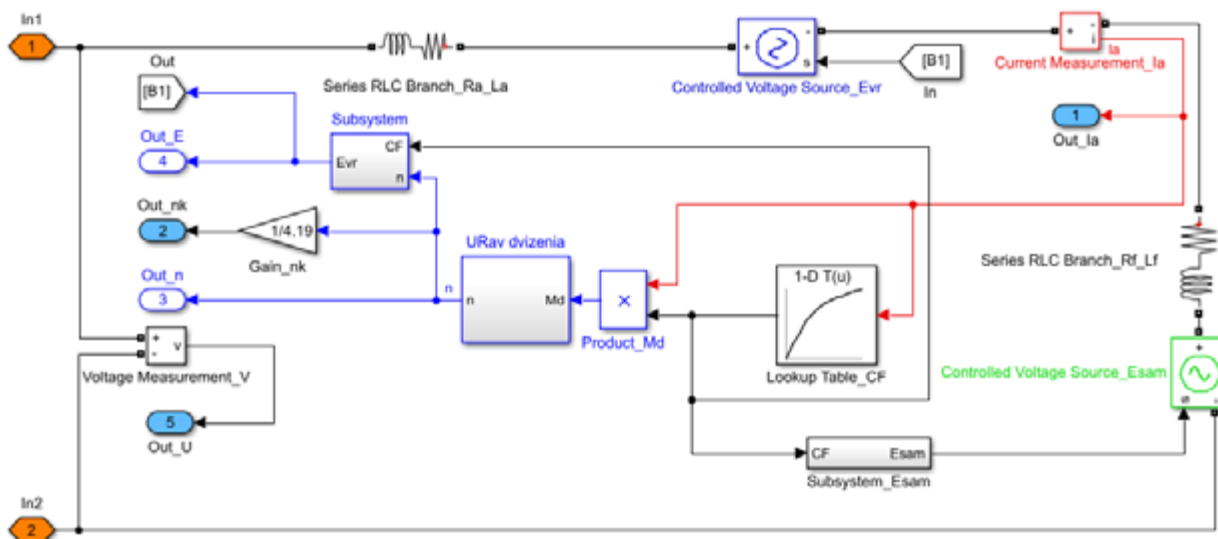 In1
1
Out
[B1]
Series RLC Branch_Ra_La
+
-
s
Controlled Voltage Source_Evr
[B1]
In
+
-
i
Ia
Current Measurement_Ia
1
Out_Ia
Out_E
4
Subsystem
Evr
CF
n
Out_nk
2
1/4.19
Gain_nk
Out_n
3
n
URav dvizenia
n
Md
×
Product_Md
1-D T(u)
Lookup Table_CF
Series RLC Branch_Rf_Lf
+
-
v
Voltage Measurement_V
5
Out_U
Controlled Voltage Source_Esam
+
s
-
CF
Esam
Subsystem_Esam
In2
2